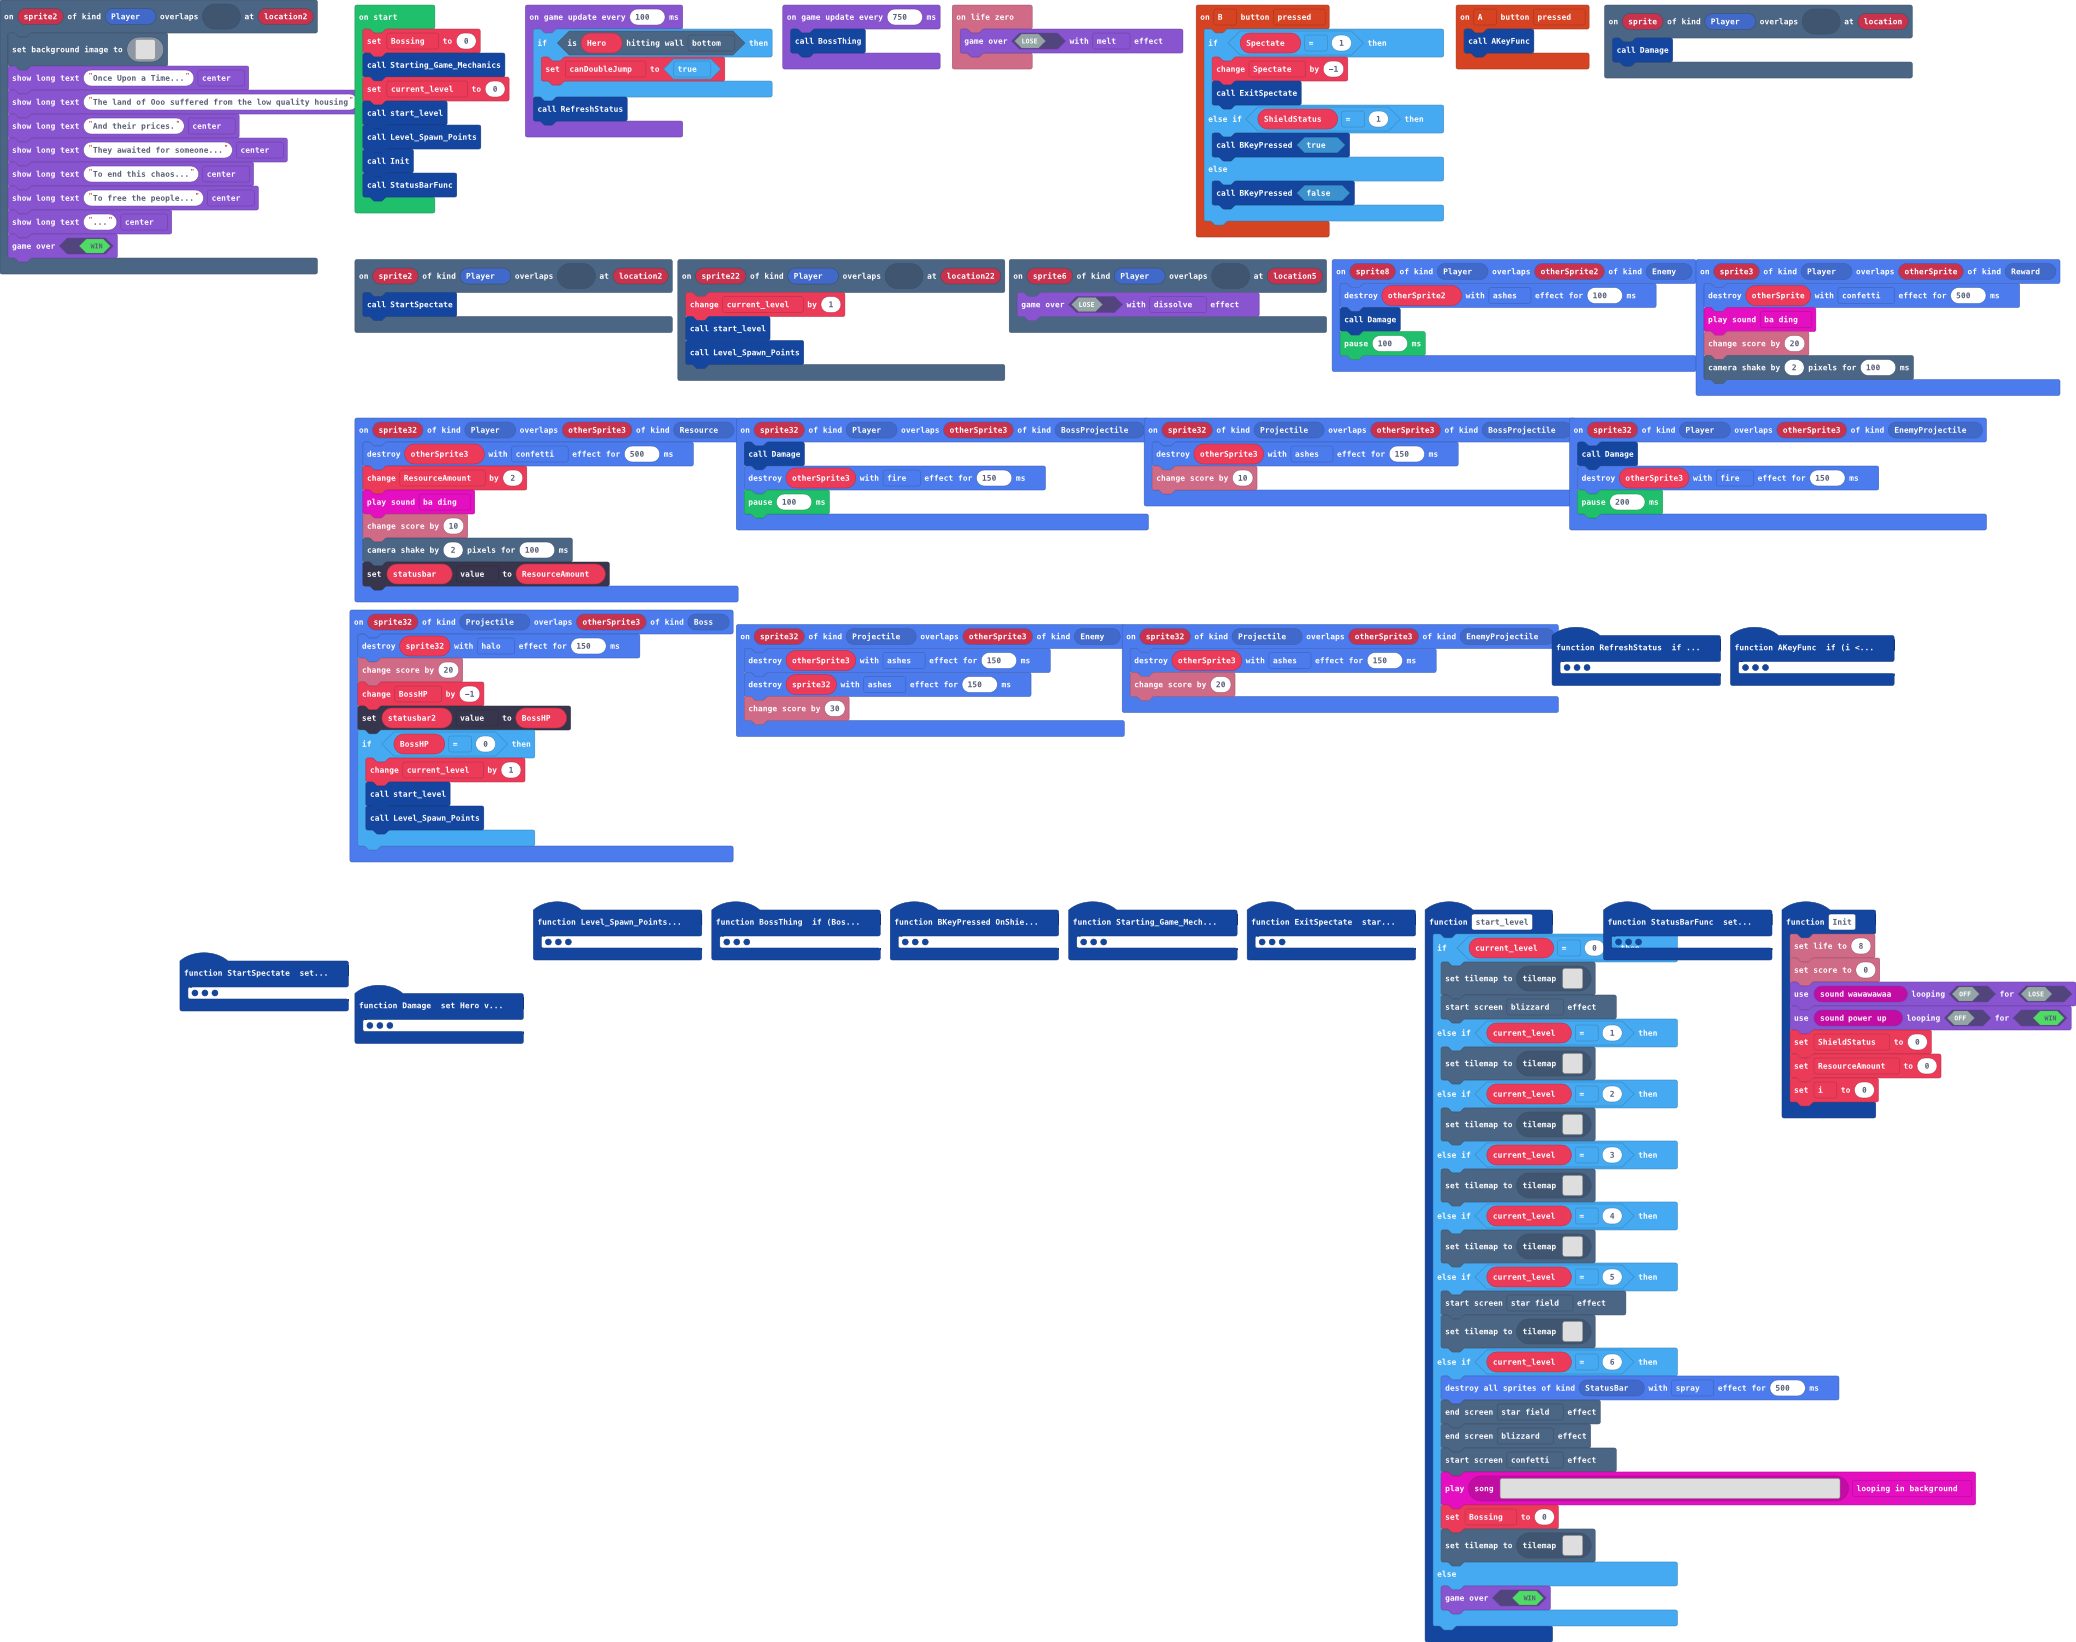 on sprite2 of kind Player overlaps at location2
set background image to
show long text "Once Upon a Time..." center
show long text "The land of Ooo suffered from the low quality housing"
show long text "And their prices." center
show long text "They awaited for someone..." center
show long text "To end this chaos..." center
show long text "To free the people..." center
show long text "..." center
game over WIN
on start
set Bossing to 0
call Starting_Game_Mechanics
set current_level to 0
call start_level
call Level_Spawn_Points
call Init
call StatusBarFunc
on game update every 100 ms
if is Hero hitting wall bottom then
set canDoubleJump to true
call RefreshStatus
on game update every 750 ms
call BossThing
on life zero
game over LOSE with melt effect
on B button pressed
if Spectate = 1 then
change Spectate by -1
call ExitSpectate
else if ShieldStatus = 1 then
call BKeyPressed true
else
call BKeyPressed false
on A button pressed
call AKeyFunc
on sprite of kind Player overlaps at location
call Damage
on sprite2 of kind Player overlaps at location2
call StartSpectate
on sprite22 of kind Player overlaps at location22
change current_level by 1
call start_level
call Level_Spawn_Points
on sprite6 of kind Player overlaps at location5
game over LOSE with dissolve effect
on sprite8 of kind Player overlaps otherSprite2 of kind Enemy
destroy otherSprite2 with ashes effect for 100 ms
call Damage
pause 100 ms
on sprite3 of kind Player overlaps otherSprite of kind Reward
destroy otherSprite with confetti effect for 500 ms
play sound ba ding
change score by 20
camera shake by 2 pixels for 100 ms
on sprite32 of kind Player overlaps otherSprite3 of kind Resource
destroy otherSprite3 with confetti effect for 500 ms
change ResourceAmount by 2
play sound ba ding
change score by 10
camera shake by 2 pixels for 100 ms
set statusbar value to ResourceAmount
on sprite32 of kind Player overlaps otherSprite3 of kind BossProjectile
call Damage
destroy otherSprite3 with fire effect for 150 ms
pause 100 ms
on sprite32 of kind Projectile overlaps otherSprite3 of kind BossProjectile
destroy otherSprite3 with ashes effect for 150 ms
change score by 10
on sprite32 of kind Player overlaps otherSprite3 of kind EnemyProjectile
call Damage
destroy otherSprite3 with fire effect for 150 ms
pause 200 ms
on sprite32 of kind Projectile overlaps otherSprite3 of kind Boss
destroy sprite32 with halo effect for 150 ms
change score by 20
change BossHP by -1
set statusbar2 value to BossHP
if BossHP = 0 then
change current_level by 1
call start_level
call Level_Spawn_Points
on sprite32 of kind Projectile overlaps otherSprite3 of kind Enemy
destroy otherSprite3 with ashes effect for 150 ms
destroy sprite32 with ashes effect for 150 ms
change score by 30
on sprite32 of kind Projectile overlaps otherSprite3 of kind EnemyProjectile
destroy otherSprite3 with ashes effect for 150 ms
change score by 20
function RefreshStatus if ...
function AKeyFunc if (i <...
function StartSpectate set...
function Damage set Hero v...
function Level_Spawn_Points...
function BossThing if (Bos...
function BKeyPressed OnShie...
function Starting_Game_Mech...
function ExitSpectate star...
function start_level
if current_level = 0
set tilemap to tilemap
start screen blizzard effect
else if current_level = 1 then
set tilemap to tilemap
else if current_level = 2 then
set tilemap to tilemap
else if current_level = 3 then
set tilemap to tilemap
else if current_level = 4 then
set tilemap to tilemap
else if current_level = 5 then
start screen star field effect
set tilemap to tilemap
else if current_level = 6 then
destroy all sprites of kind StatusBar with spray effect for 500 ms
end screen star field effect
end screen blizzard effect
start screen confetti effect
play song looping in background
set Bossing to 0
set tilemap to tilemap
else
game over WIN
function StatusBarFunc set...
function Init
set life to 8
set score to 0
use sound wawawawaa looping OFF for LOSE
use sound power up looping OFF for WIN
set ShieldStatus to 0
set ResourceAmount to 0
set i to 0